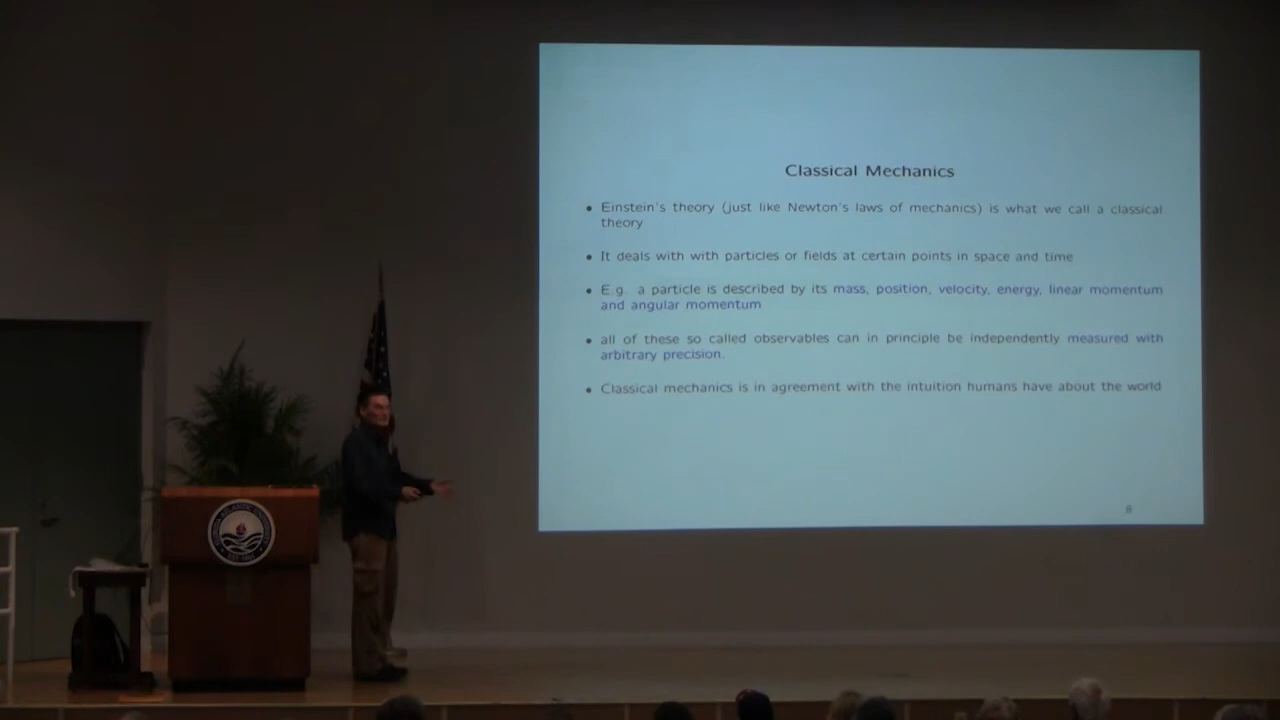 Classical Mechanics
• Einstein's theory (just like Newton's laws of mechanics) is what we call a classical
theory
• It deals with with particles or fields at certain points in space and time
• E.g. a particle is described by its mass, position, velocity, energy, linear momentum
and angular momentum
• all of these so called observables can in principle be independently measured with
arbitrary precision.
• Classical mechanics is in agreement with the intuition humans have about the world
8
FLORIDA ATLANTIC UNIVERSITY